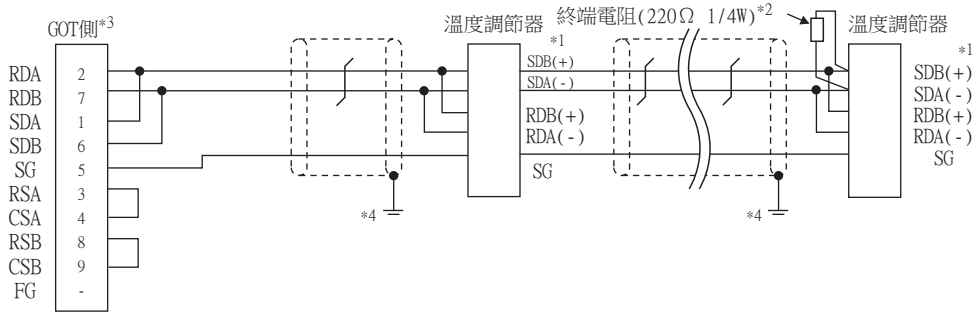 GOT側*3
溫度調節器
終端電阻(220Ω 1/4W)*2
溫度調節器
*1
*1
RDA 2
RDB 7
SDA 1
SDB 6
SG 5
RSA 3
CSA 4
RSB 8
CSB 9
FG -
SDB(+)
SDA(-)
RDB(+)
RDA(-)
SG
SDB(+)
SDA(-)
RDB(+)
RDA(-)
SG
*4
*4